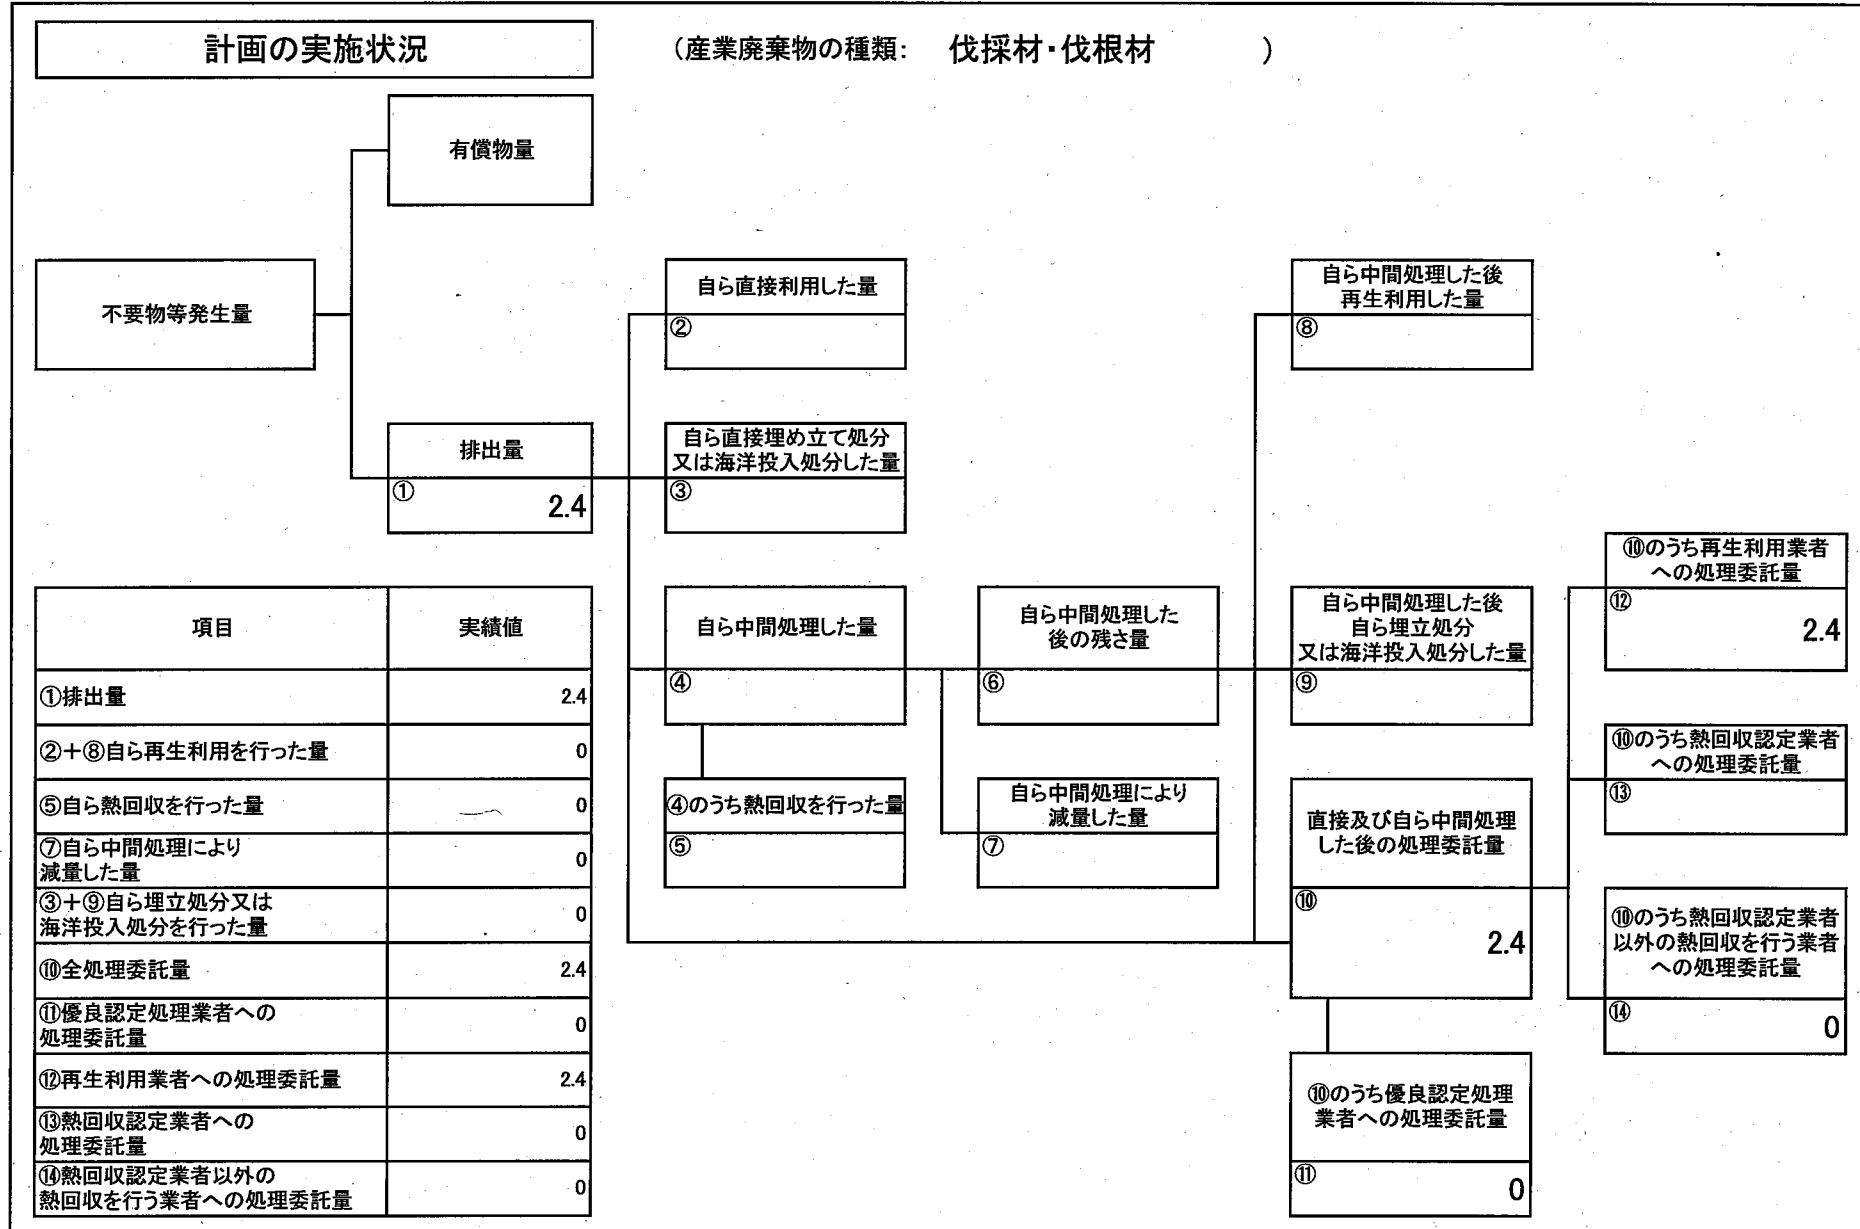 計画の実施状況
（産業廃棄物の種類： 伐採材・伐根材 ）
有償物量
不要物等発生量
排出量
①
2.4
自ら直接利用した量
②
自ら直接埋め立て処分
又は海洋投入処分した量
③
自ら中間処理した後
再生利用した量
⑧
自ら中間処理した量
④
④のうち熱回収を行った量
⑤
自ら中間処理した
後の残さ量
⑥
自ら中間処理により
減量した量
⑦
自ら中間処理した後
自ら埋立処分
又は海洋投入処分した量
⑨
直接及び自ら中間処理
した後の処理委託量
⑩
2.4
⑩のうち優良認定処理
業者への処理委託量
⑪
0
⑩のうち再生利用業者
への処理委託量
⑫
2.4
⑩のうち熱回収認定業者
への処理委託量
⑬
⑩のうち熱回収認定業者
以外の熱回収を行う業者
への処理委託量
⑭
0
項目 実績値
①排出量 2.4
②＋⑧自ら再生利用を行った量 0
⑤自ら熱回収を行った量 0
⑦自ら中間処理により
減量した量 0
③＋⑨自ら埋立処分又は
海洋投入処分を行った量 0
⑩全処理委託量 2.4
⑪優良認定処理業者への
処理委託量 0
⑫再生利用業者への処理委託量 2.4
⑬熱回収認定業者への
処理委託量 0
⑭熱回収認定業者以外の
熱回収を行う業者への処理委託量 0